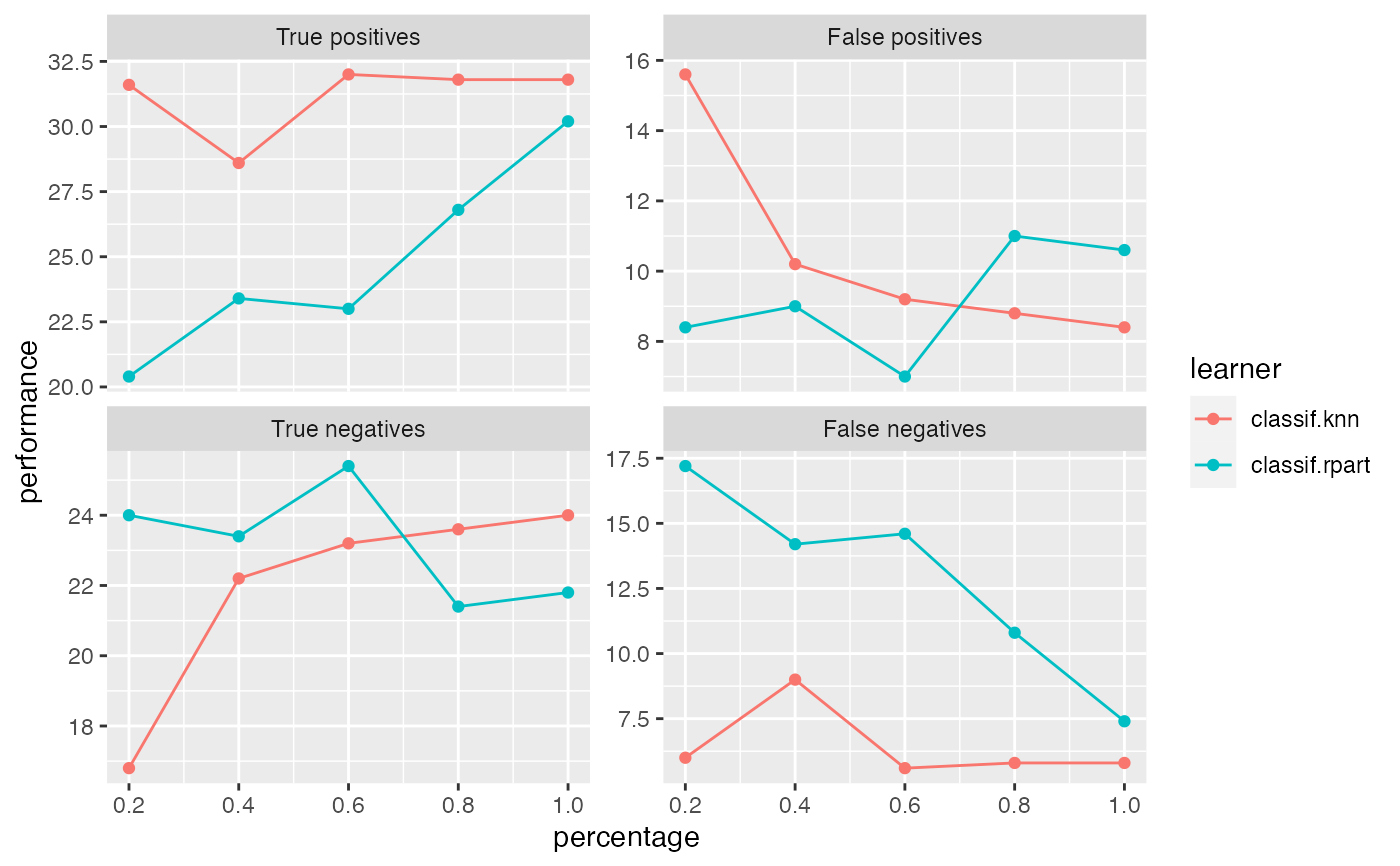 True positives
False positives
32.5
30.0
27.5
25.0
22.5
20.0
16
14
12
10
8
True negatives
False negatives
24
22
20
18
17.5
15.0
12.5
10.0
7.5
0.2 0.4 0.6 0.8 1.0
0.2 0.4 0.6 0.8 1.0
percentage
performance
learner
classif.knn
classif.rpart